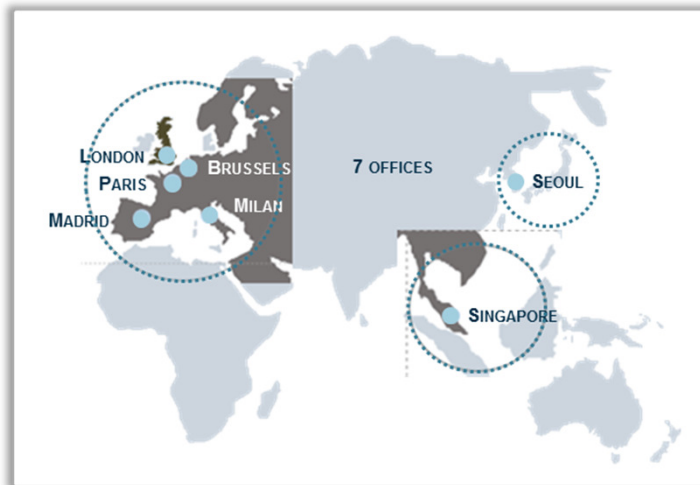 LONDON
BRUSSELS
PARIS
MADRID
MILAN
7 OFFICES
SEOUL
SINGAPORE